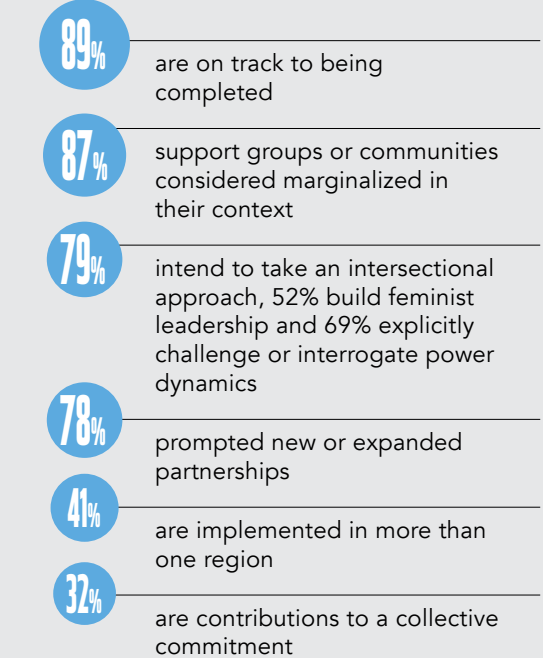 89%
are on track to being
completed
87%
support groups or communities
considered marginalized in
their context
79%
intend to take an intersectional
approach, 52% build feminist
leadership and 69% explicitly
challenge or interrogate power
dynamics
78%
prompted new or expanded
partnerships
41%
are implemented in more than
one region
32%
are contributions to a collective
commitment